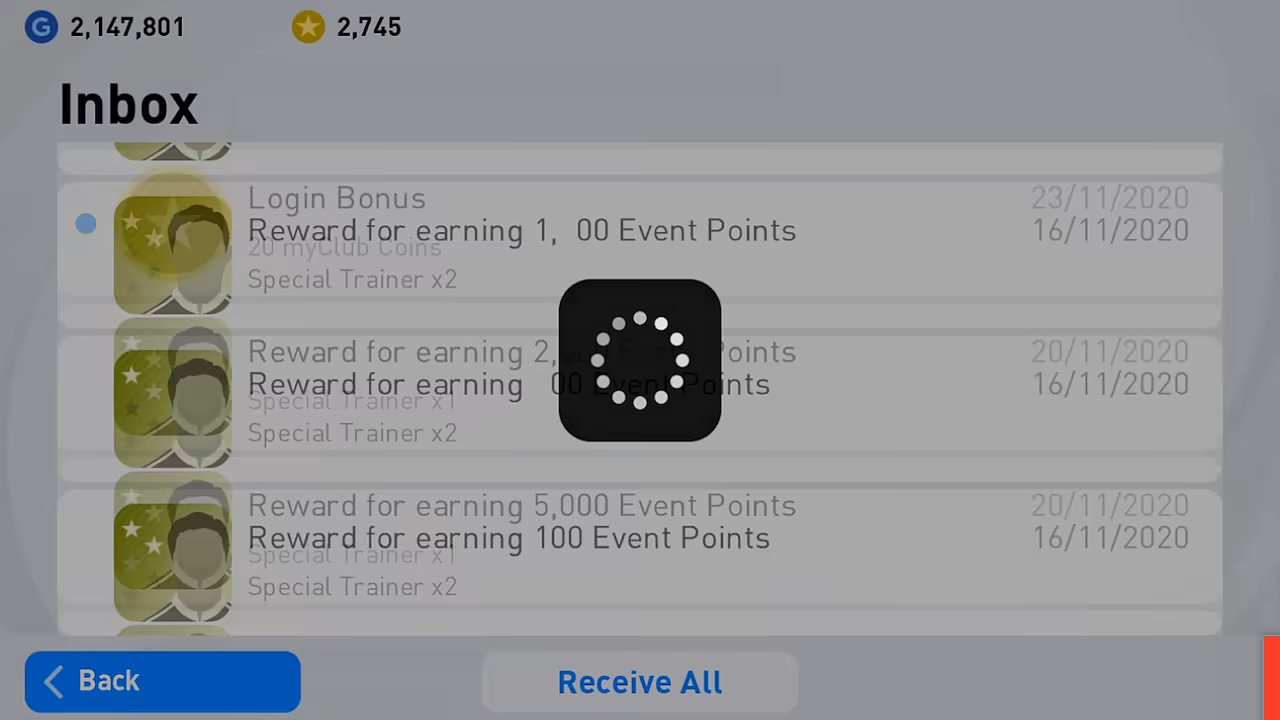 2,147,801
2,745
Inbox
Login Bonus
23/11/2020
Reward for earning 1, 00 Event Points
16/11/2020
20 myClub Coins
Special Trainer x2
Reward for earning 2, Points
20/11/2020
Reward for earning 00 Event Points
16/11/2020
Special Trainer x1
Special Trainer x2
Reward for earning 5,000 Event Points
20/11/2020
Reward for earning 100 Event Points
16/11/2020
Special Trainer x1
Special Trainer x2
Back
Receive All